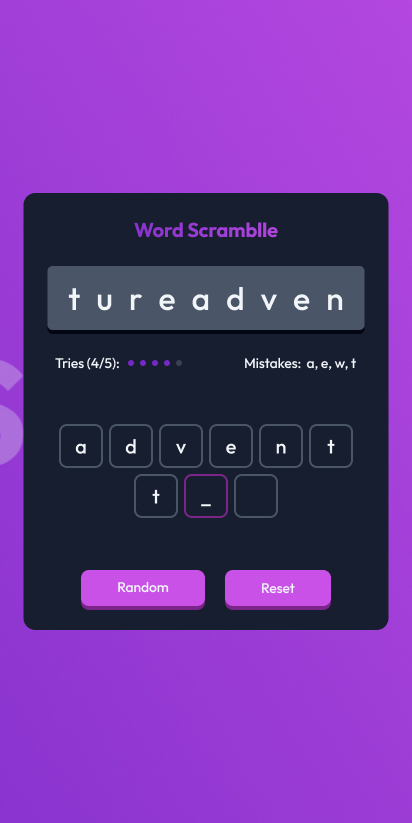 Word Scramblle
t u r e a d v e n
Tries (4/5): Mistakes: a, e, w, t
a d v e n t
t _
Random Reset